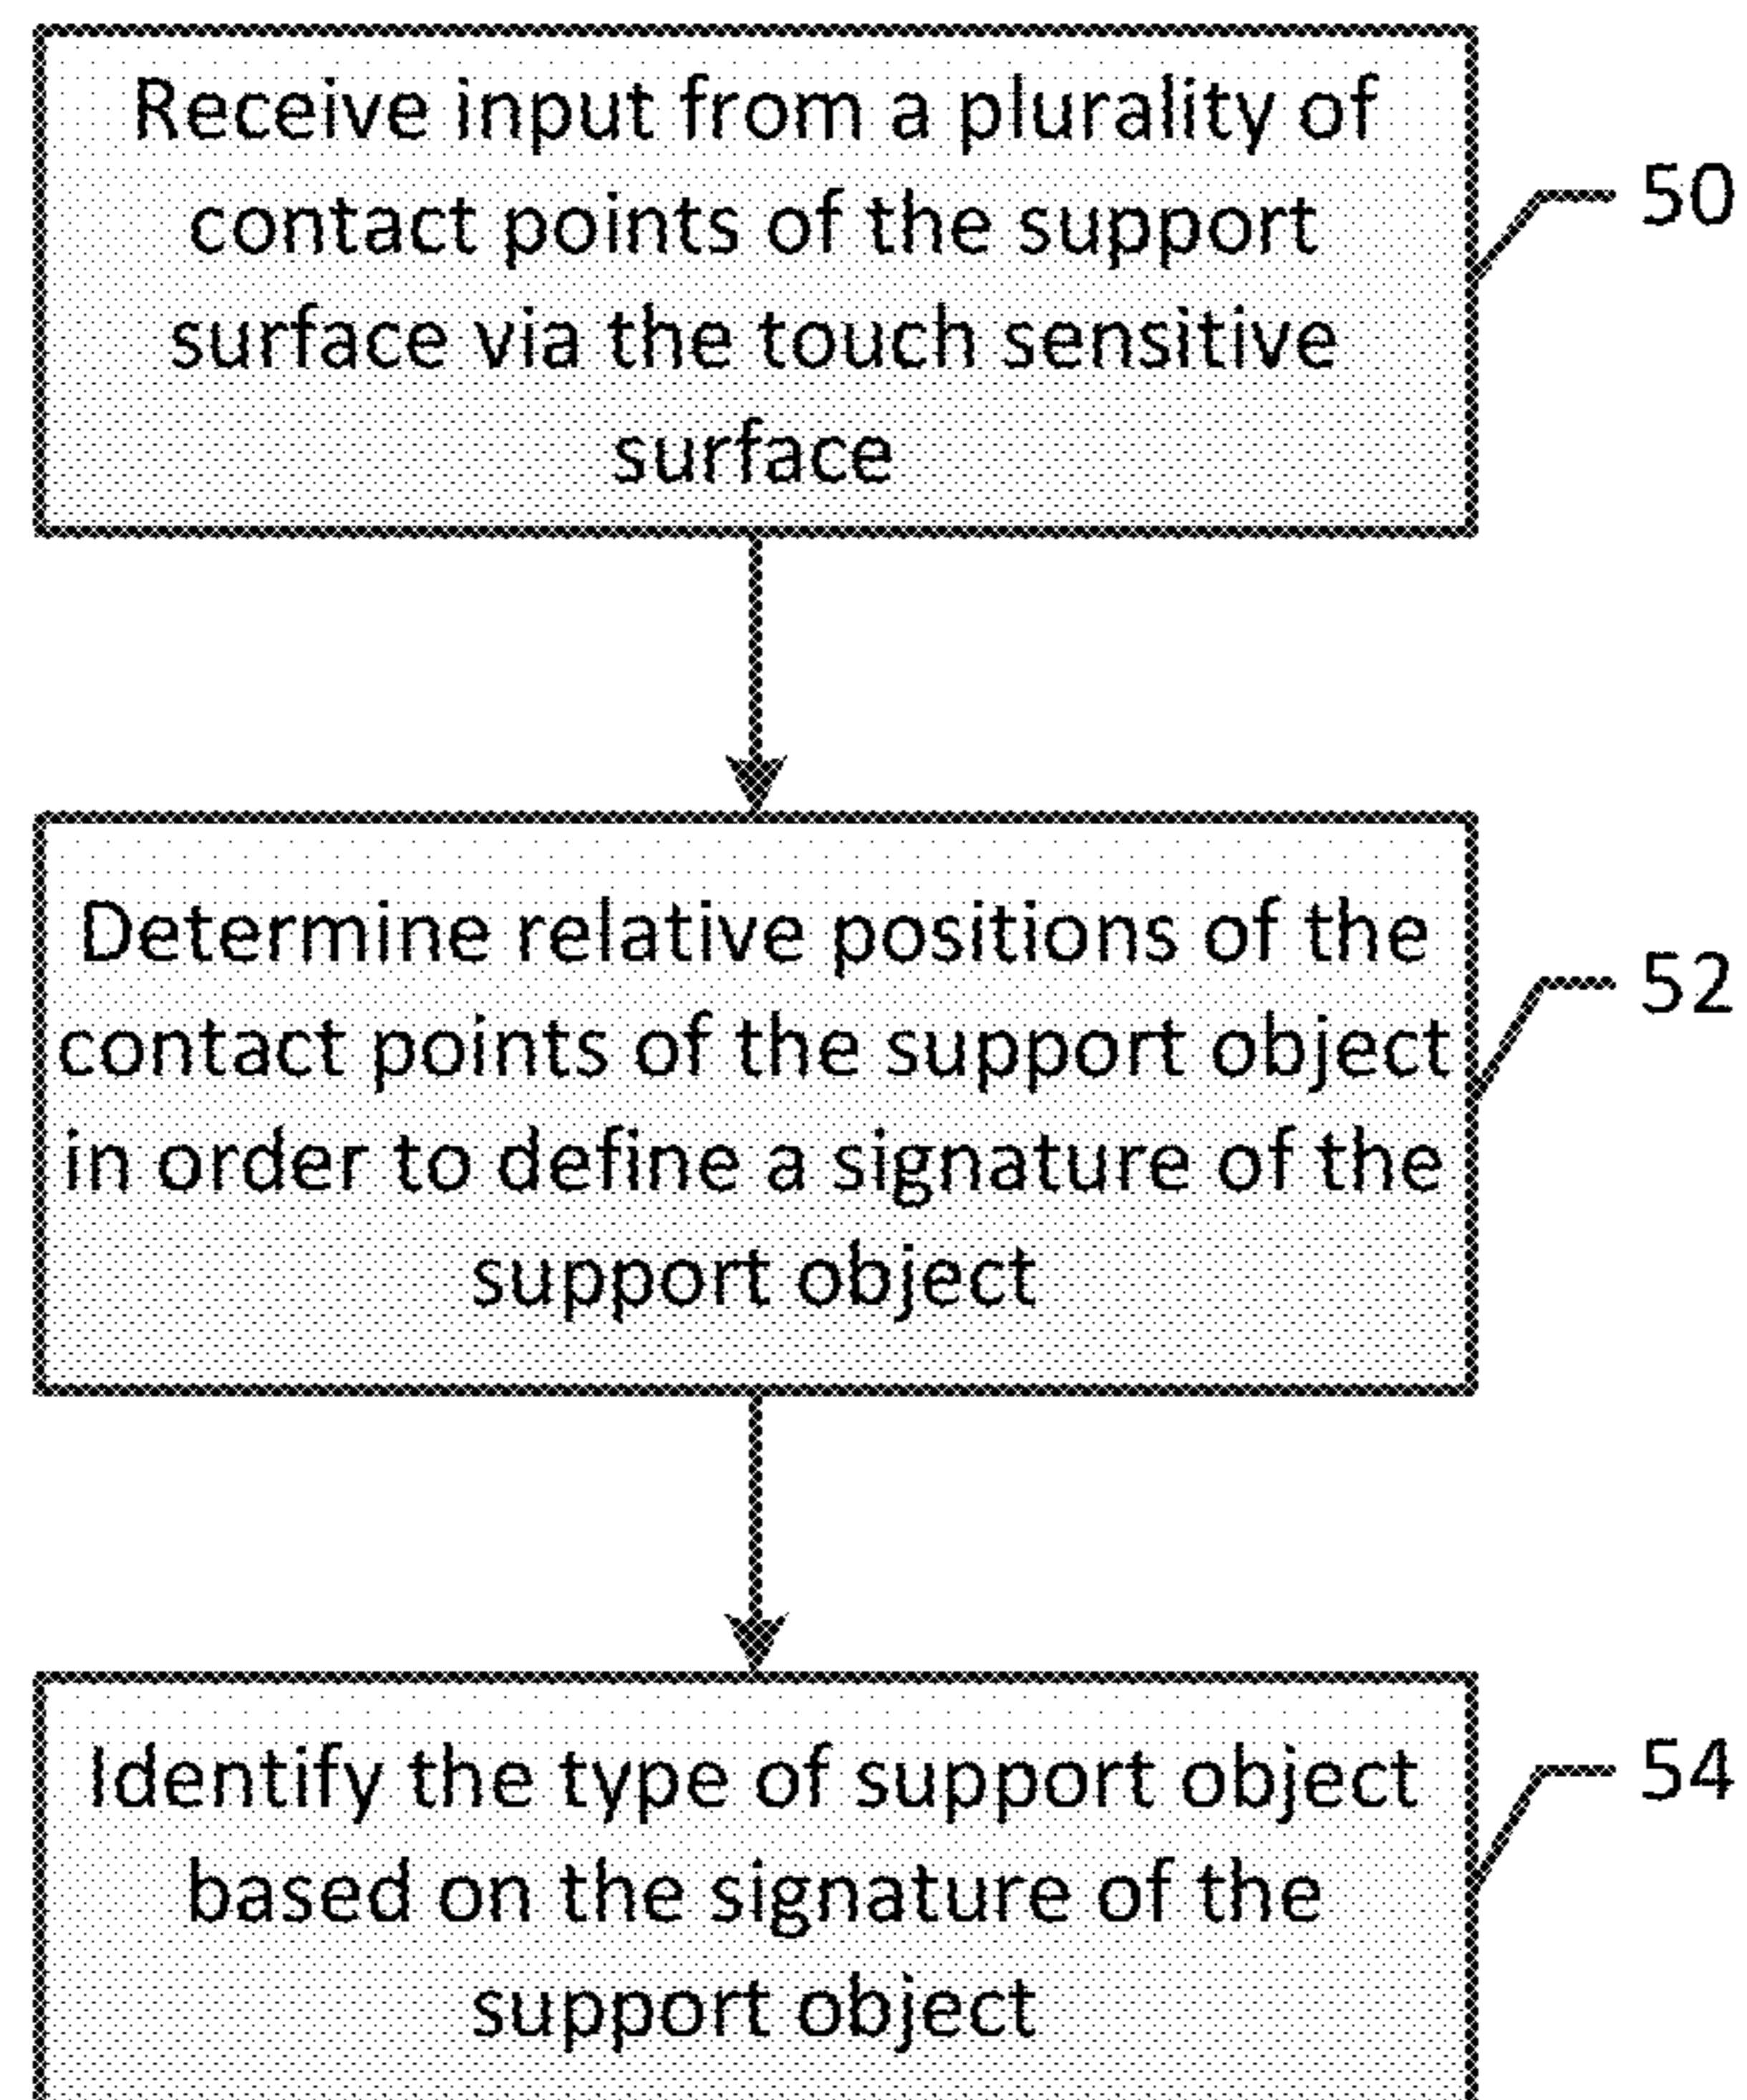 Receive input from a plurality of
contact points of the support
surface via the touch sensitive
surface
50
Determine relative positions of the
contact points of the support object
in order to define a signature of the
support object
52
Identify the type of support object
based on the signature of the
support object
54